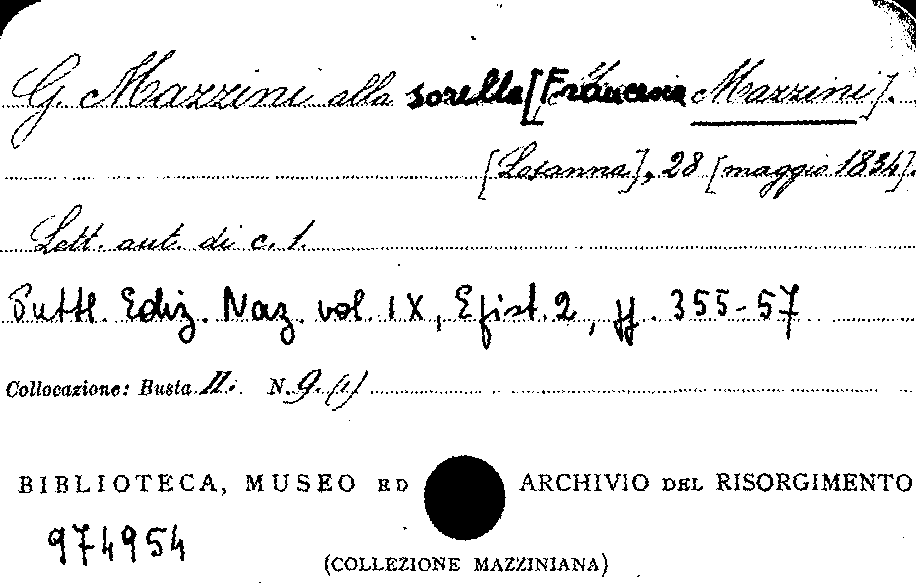 G. Mazzini alla sorella [Francesca Mazzini].
[Losanna], 28 [maggio 1834].
Lett. aut. di c. 1.
Subtl. Ediz. Naz. vol. IX, Epist. 2, pp. 355-57
Collocazione: Busta II. N. 9. (1)
BIBLIOTECA, MUSEO ED ARCHIVIO DEL RISORGIMENTO
974954
(COLLEZIONE MAZZINIANA)